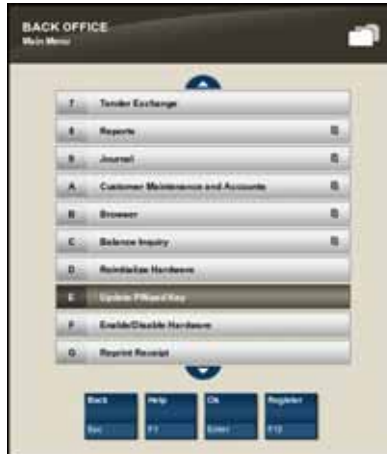 BACK OFFICE
Main Menu
7 Tender Exchange
8 Reports
9 Journal
A Customer Maintenance and Accounts
B Browser
C Balance Inquiry
D Reinitialize Hardware
E Update PINpad Key
F Enable/Disable Hardware
G Reprint Receipt
Back Help Ok Register
Esc F1 Enter F12